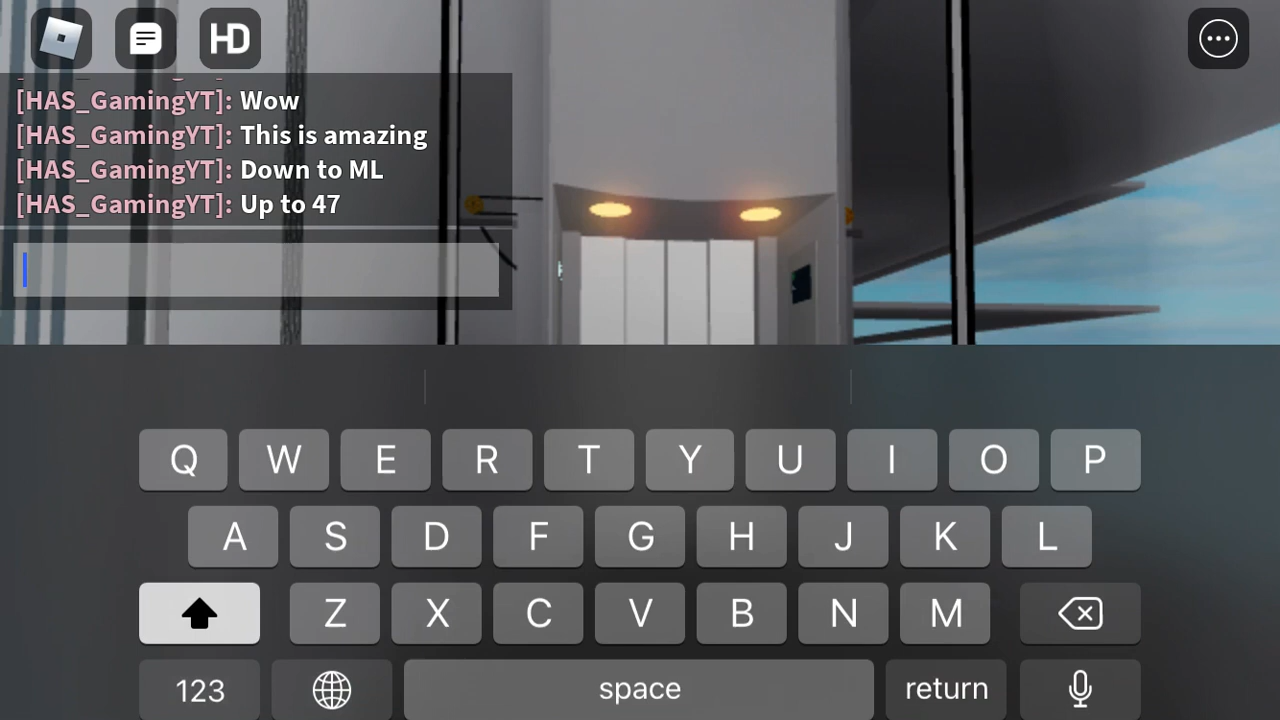 HD
[HAS_GamingYT]: Wow
[HAS_GamingYT]: This is amazing
[HAS_GamingYT]: Down to ML
[HAS_GamingYT]: Up to 47
Q W E R T Y U I O P
A S D F G H J K L
Z X C V B N M
123 space return